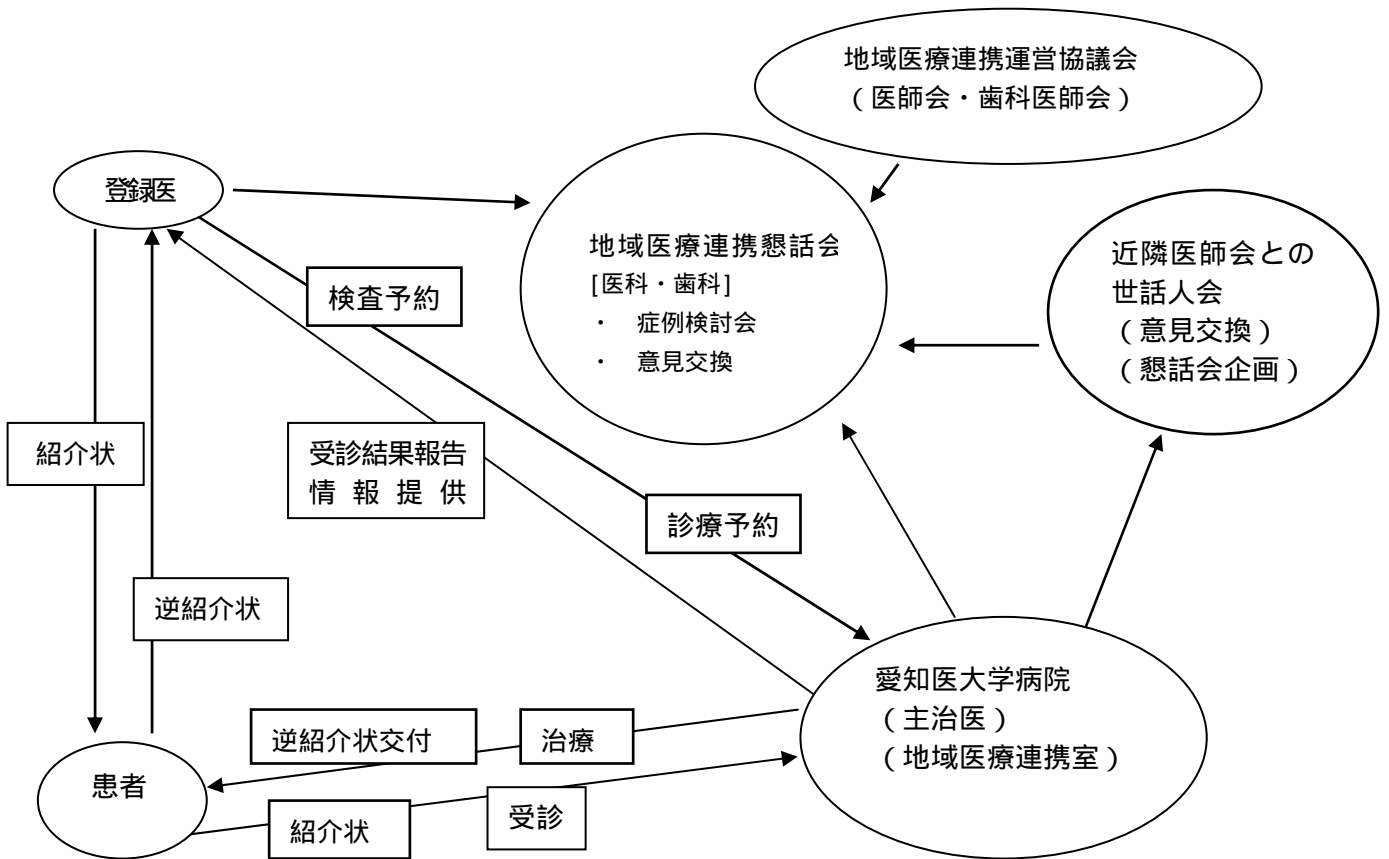 地域医療連携運営協議会
（医師会・歯科医師会）
登録医
地域医療連携懇話会
[医科・歯科]
・　症例検討会
・　意見交換
近隣医師会との
世話人会
（意見交換）
（懇話会企画）
検査予約
紹介状
受診結果報告
情 報 提 供
診療予約
逆紹介状
愛知医大学病院
（主治医）
（地域医療連携室）
逆紹介状交付
治療
患者
紹介状
受診